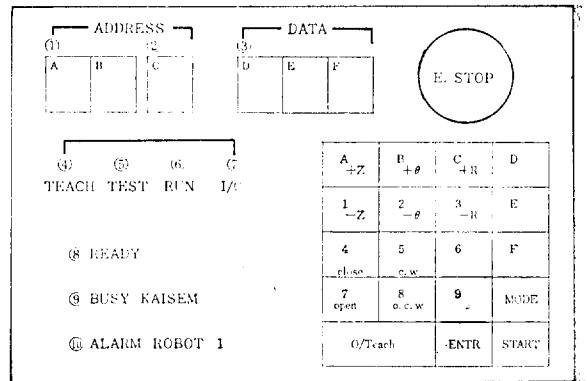 ADDRESS DATA
(1) (2 (3)
A B C D E F
E. STOP
(4) (5) (6. (7
TEACH TEST RUN
A +Z B +θ C +R D
1 −Z 2 −θ 3 −R E
⑧ READY
4 close 5 c.w 6 F
⑨ BUSY KAISEM
7 open 8 o.c.w 9 MODE
⑩ ALARM ROBOT 1
O/Teach ENTR START